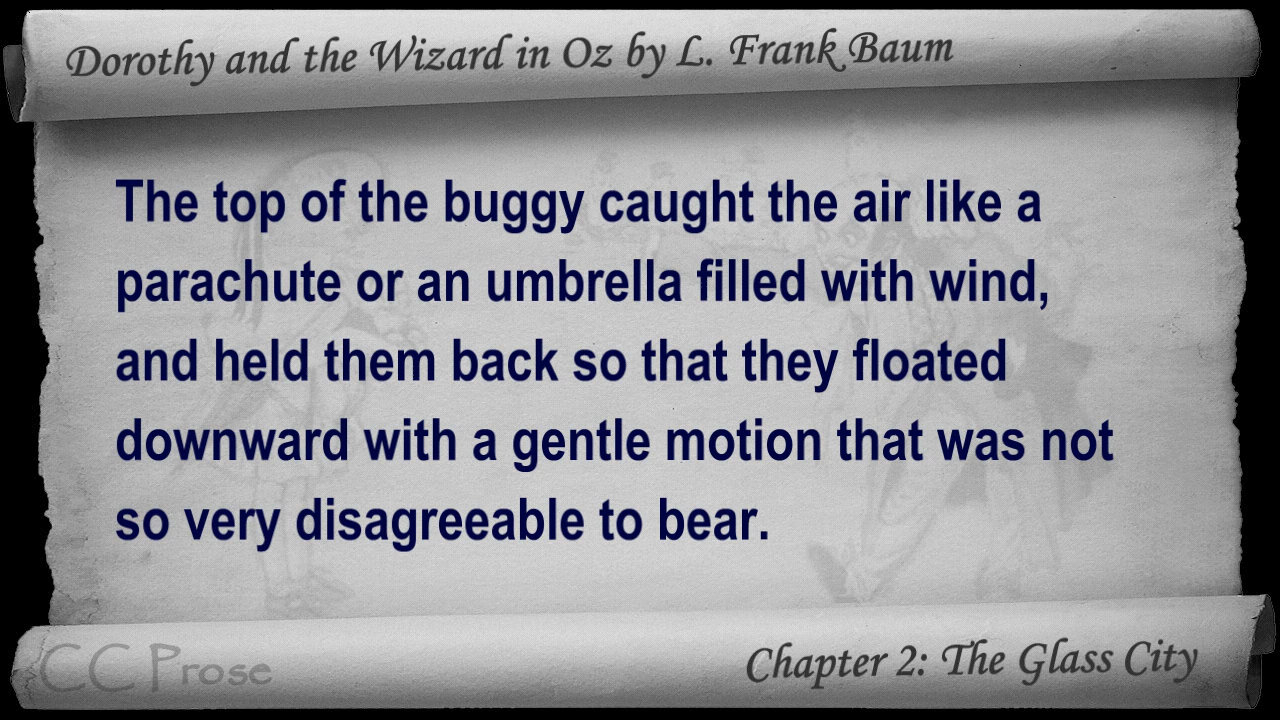 Dorothy and the Wizard in Oz by L. Frank Baum
The top of the buggy caught the air like a
parachute or an umbrella filled with wind,
and held them back so that they floated
downward with a gentle motion that was not
so very disagreeable to bear.
CC Prose
Chapter 2: The Glass City